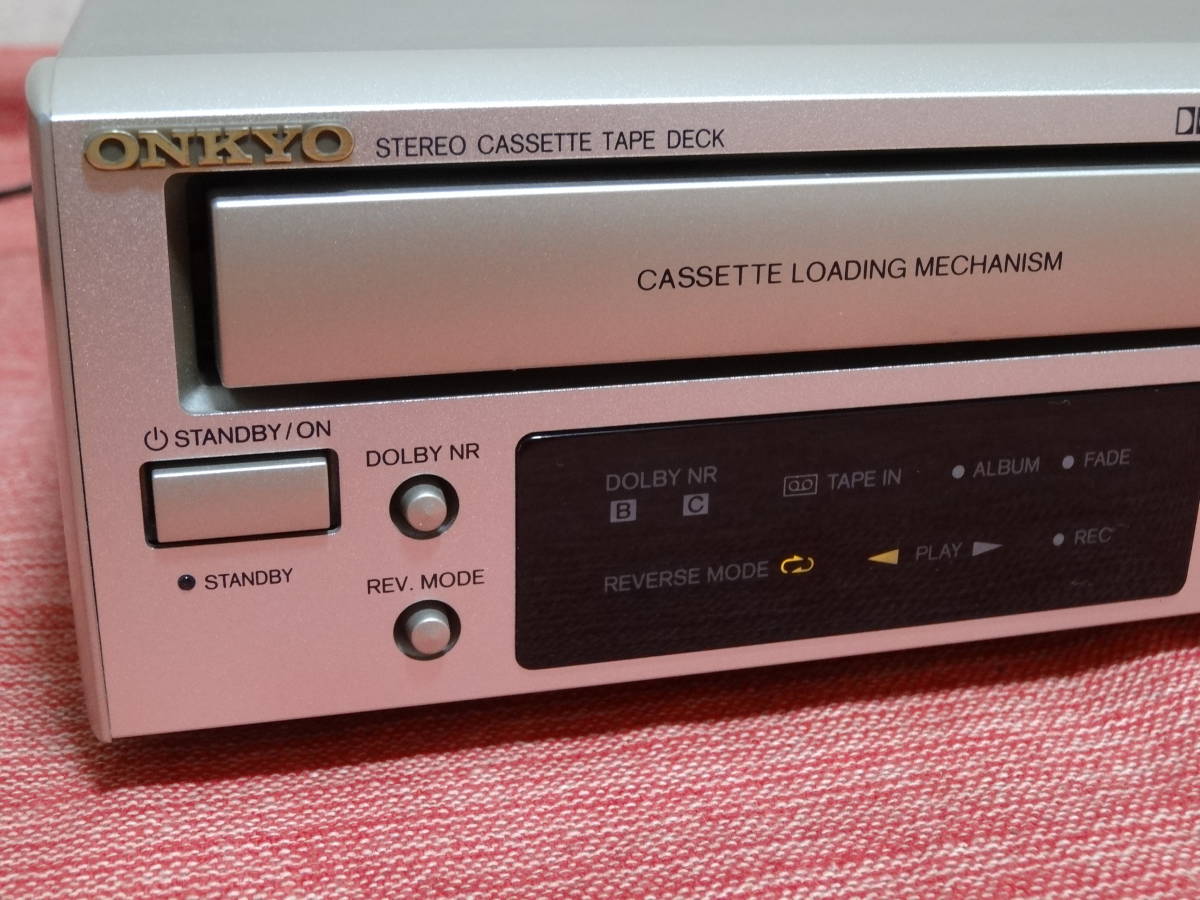 ONKYO STEREO CASSETTE TAPE DECK
CASSETTE LOADING MECHANISM
STANDBY/ON
DOLBY NR
STANDBY
REV. MODE
DOLBY NR
B C
TAPE IN
ALBUM
FADE
REVERSE MODE
PLAY
REC